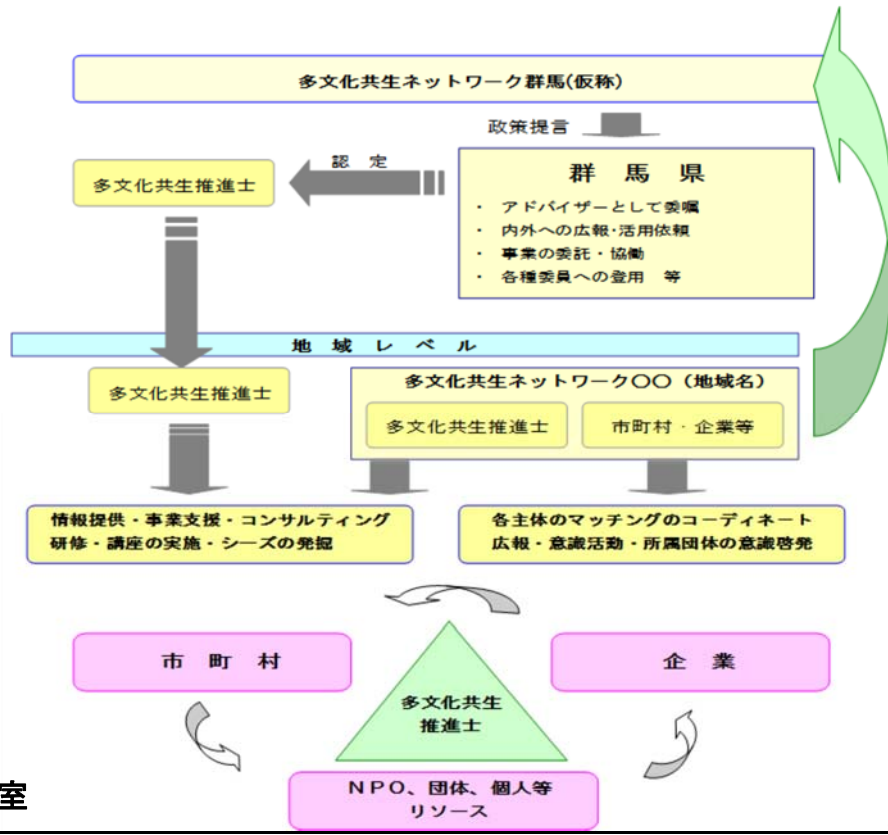 多文化共生ネットワーク群馬(仮称)
政策提言
認 定
多文化共生推進士
群 馬 県
・ アドバイザーとして委嘱
・ 内外への広報・活用依頼
・ 事業の委託・協働
・ 各種委員への登用 等
地 域 レ ベ ル
多文化共生推進士
多文化共生ネットワーク〇〇（地域名）
多文化共生推進士
市町村・企業等
情報提供・事業支援・コンサルティング
研修・講座の実施・シーズの発掘
各主体のマッチングのコーディネート
広報・意識活動・所属団体の意識啓発
市 町 村
企 業
多文化共生
推進士
ＮＰＯ、団体、個人等
リソース
室